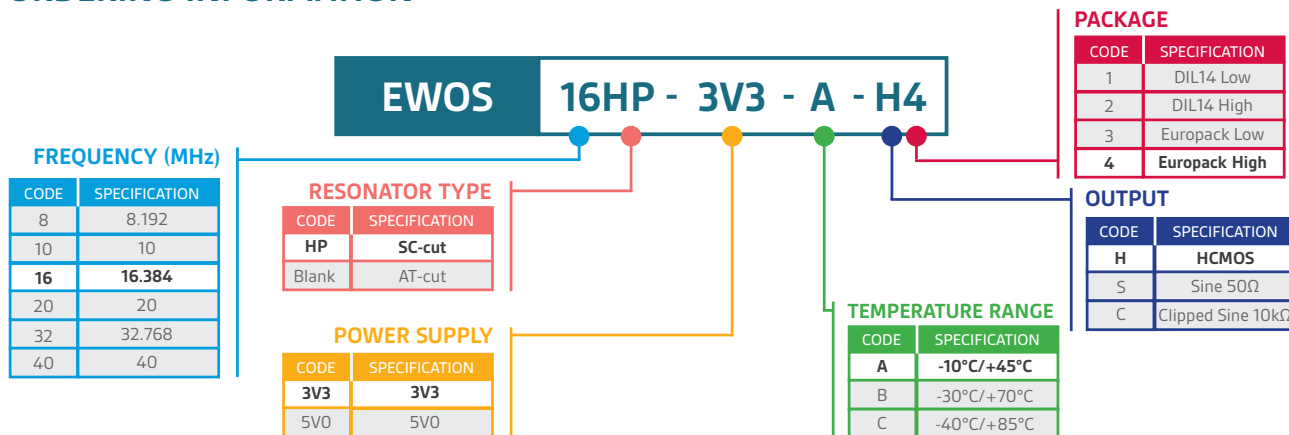 ORDERING INFORMATION
EWOS 16HP - 3V3 - A - H4
FREQUENCY (MHz)
CODE SPECIFICATION
8 8.192
10 10
16 16.384
20 20
32 32.768
40 40
RESONATOR TYPE
CODE SPECIFICATION
HP SC-cut
Blank AT-cut
POWER SUPPLY
CODE SPECIFICATION
3V3 3V3
5V0 5V0
TEMPERATURE RANGE
CODE SPECIFICATION
A -10°C/+45°C
B -30°C/+70°C
C -40°C/+85°C
OUTPUT
CODE SPECIFICATION
H HCMOS
S Sine 50Ω
C Clipped Sine 10kΩ
PACKAGE
CODE SPECIFICATION
1 DIL14 Low
2 DIL14 High
3 Europack Low
4 Europack High